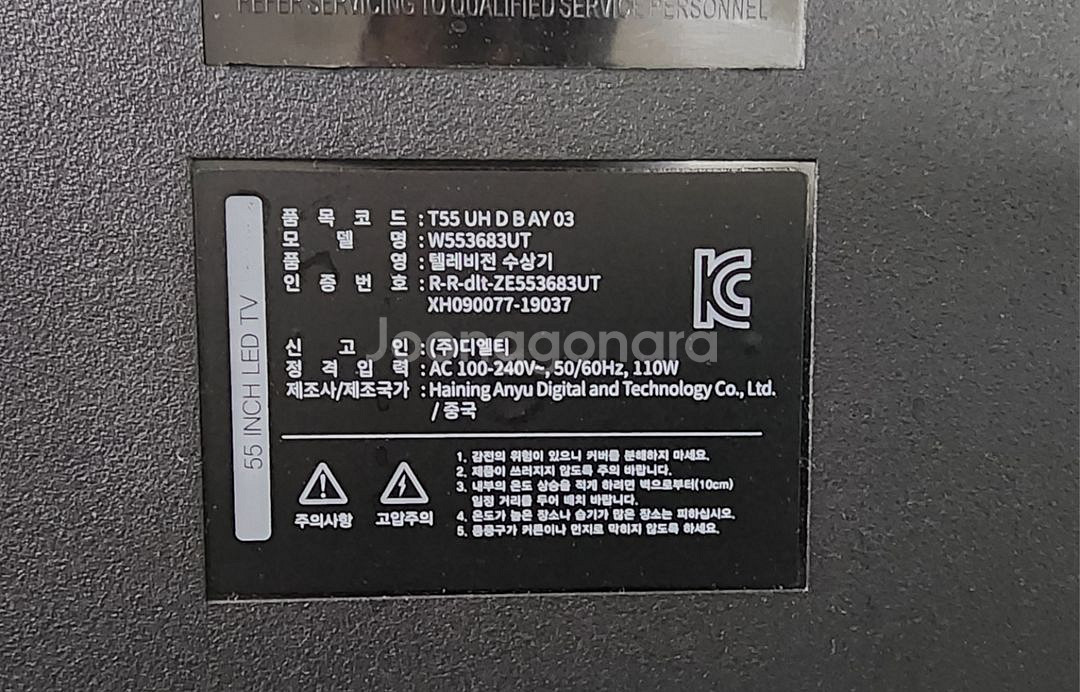 REFER SERVICING TO QUALIFIED SERVICE PERSONNEL
55 INCH LED TV
품목코드 : T55 UH D B AY 03
모델명 : W553683UT
품명 : 텔레비전 수상기
인증번호 : R-R-dlt-ZE553683UT
XH090077-19037
KC
Joonggonara
신고인 : (주)디엘티
정격입력 : AC 100-240V~, 50/60Hz, 110W
제조사/제조국가 : Haining Anyu Digital and Technology Co., Ltd.
/ 중국
주의사항
고압주의
1. 감전의 위험이 있으니 커버를 분해하지 마세요.
2. 제품이 쓰러지지 않도록 주의 바랍니다.
3. 내부의 온도 상승을 적게 하려면 벽으로부터(10cm)
일정 거리를 두어 배치 바랍니다.
4. 온도가 높은 장소나 습기가 많은 장소는 피하십시오.
5. 통풍구가 커튼이나 먼지로 막히지 않도록 하세요.